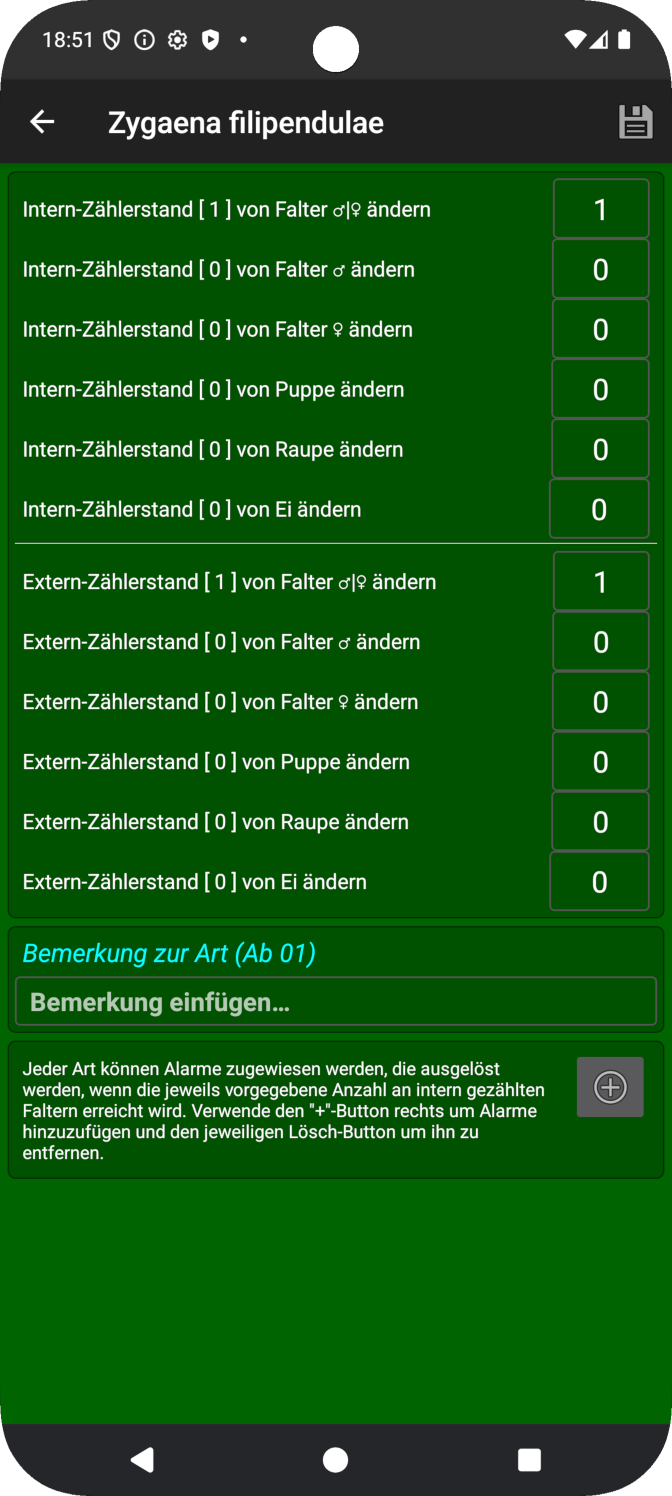 18:51
Zygaena filipendulae
Intern-Zählerstand [ 1 ] von Falter ♂|♀ ändern 1
Intern-Zählerstand [ 0 ] von Falter ♂ ändern 0
Intern-Zählerstand [ 0 ] von Falter ♀ ändern 0
Intern-Zählerstand [ 0 ] von Puppe ändern 0
Intern-Zählerstand [ 0 ] von Raupe ändern 0
Intern-Zählerstand [ 0 ] von Ei ändern 0
Extern-Zählerstand [ 1 ] von Falter ♂|♀ ändern 1
Extern-Zählerstand [ 0 ] von Falter ♂ ändern 0
Extern-Zählerstand [ 0 ] von Falter ♀ ändern 0
Extern-Zählerstand [ 0 ] von Puppe ändern 0
Extern-Zählerstand [ 0 ] von Raupe ändern 0
Extern-Zählerstand [ 0 ] von Ei ändern 0
Bemerkung zur Art (Ab 01)
Bemerkung einfügen…
Jeder Art können Alarme zugewiesen werden, die ausgelöst
werden, wenn die jeweils vorgegebene Anzahl an intern gezählten
Faltern erreicht wird. Verwende den "+"-Button rechts um Alarme
hinzuzufügen und den jeweiligen Lösch-Button um ihn zu
entfernen.